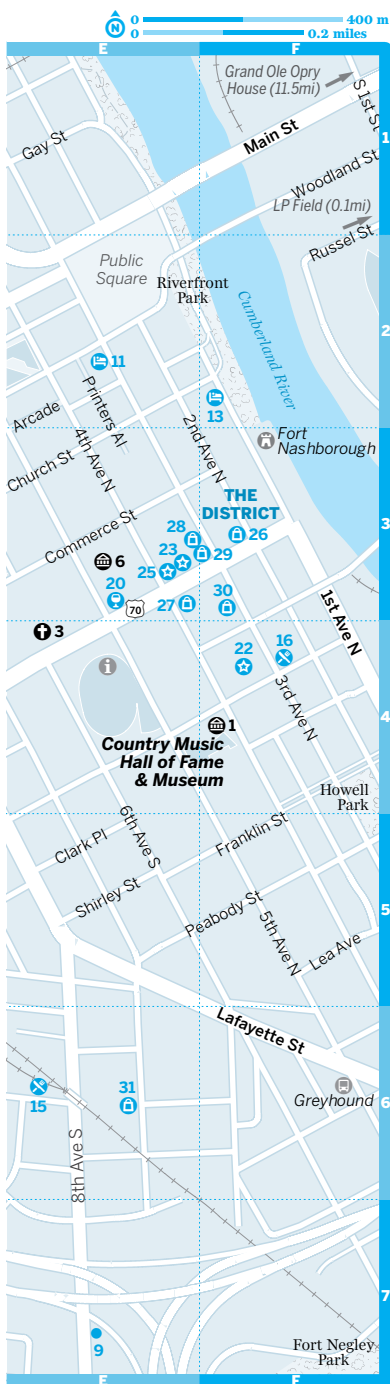 N
0 400 m
0 0.2 miles
E F
Grand Ole Opry
House (11.5mi)
S 1st St
1
Gay St
Main St
Woodland St
LP Field (0.1mi)
Russel St
Public
Square
Riverfront
Park
Cumberland River
2
11
13
Arcade
Printers Al
2nd Ave N
4th Ave N
Church St
Fort
Nashborough
THE
DISTRICT
3
Commerce St
28
26
23
29
6
25
20
70
27
30
1st Ave N
3
22
16
3rd Ave N
4
1
Country Music
Hall of Fame
& Museum
Howell
Park
6th Ave S
Clark Pl
Franklin St
Shirley St
Peabody St
5
5th Ave N
Lea Ave
Lafayette St
15
31
Greyhound
6
8th Ave S
7
9
Fort Negley
Park
E F